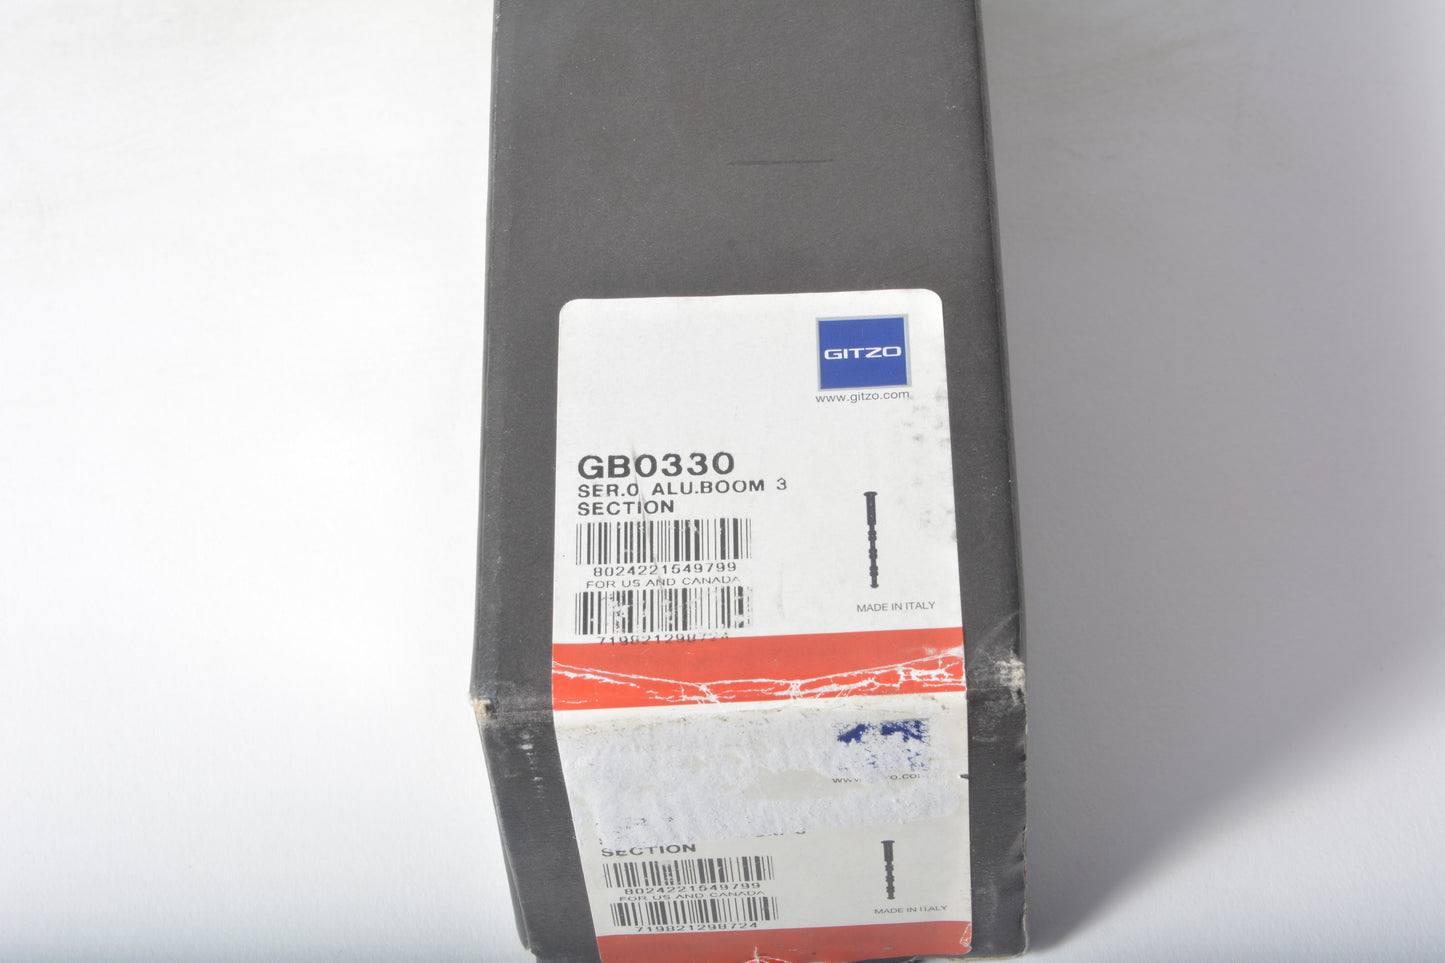 GITZO
www.gitzo.com
GB0330
SER.0 ALU.BOOM 3
SECTION
8024221549799
FOR US AND CANADA
719821298724
MADE IN ITALY
SECTION
8024221549799
FOR US AND CANADA
719821298724
MADE IN ITALY